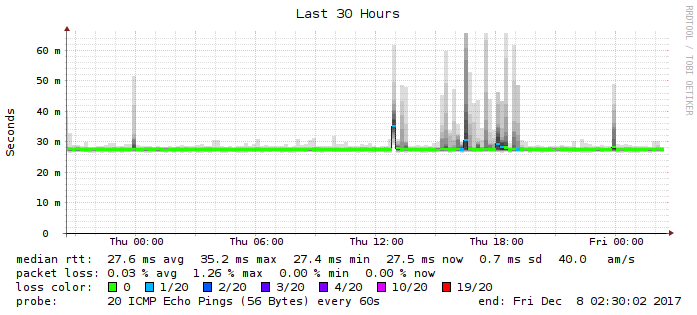 Last 30 Hours
RRDTOOL / TOBI OETIKER
Seconds
60 m
50 m
40 m
30 m
20 m
10 m
0
Thu 00:00 Thu 06:00 Thu 12:00 Thu 18:00 Fri 00:00
median rtt: 27.6 ms avg 35.2 ms max 27.4 ms min 27.5 ms now 0.7 ms sd 40.0 am/s
packet loss: 0.03 % avg 1.26 % max 0.00 % min 0.00 % now
loss color: 0 1/20 2/20 3/20 4/20 10/20 19/20
probe: 20 ICMP Echo Pings (56 Bytes) every 60s end: Fri Dec 8 02:30:02 2017